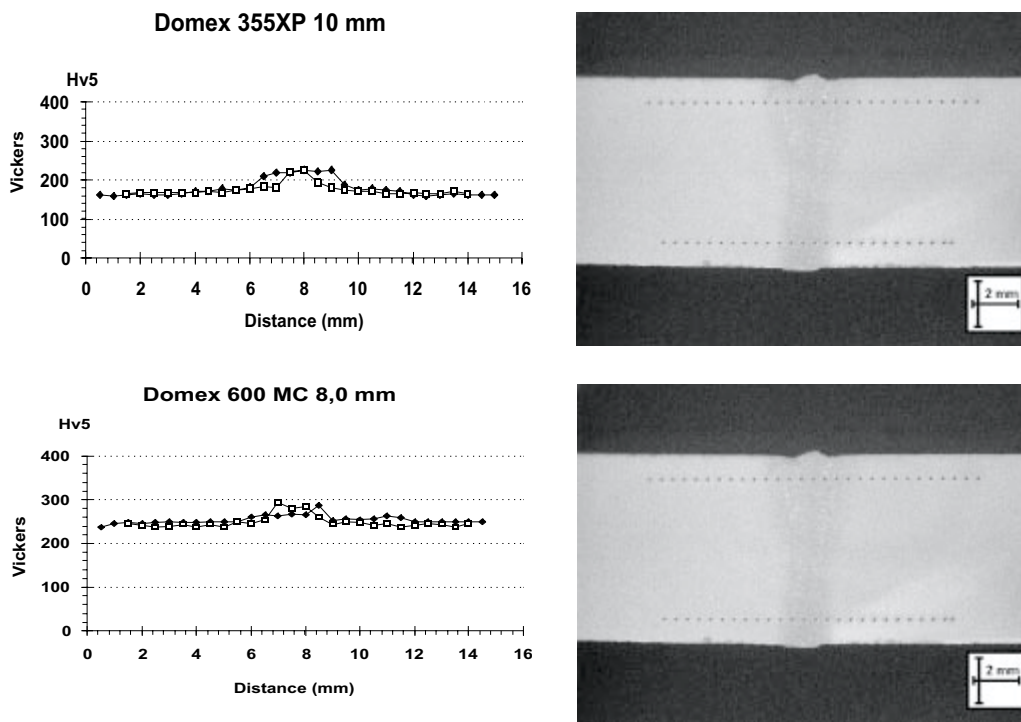 Domex 355XP 10 mm
Hv5
400
300
200
100
0
Vickers
0 2 4 6 8 10 12 14 16
Distance (mm)
2 mm
Domex 600 MC 8,0 mm
Hv5
400
300
200
100
0
Vickers
0 2 4 6 8 10 12 14 16
Distance (mm)
2 mm